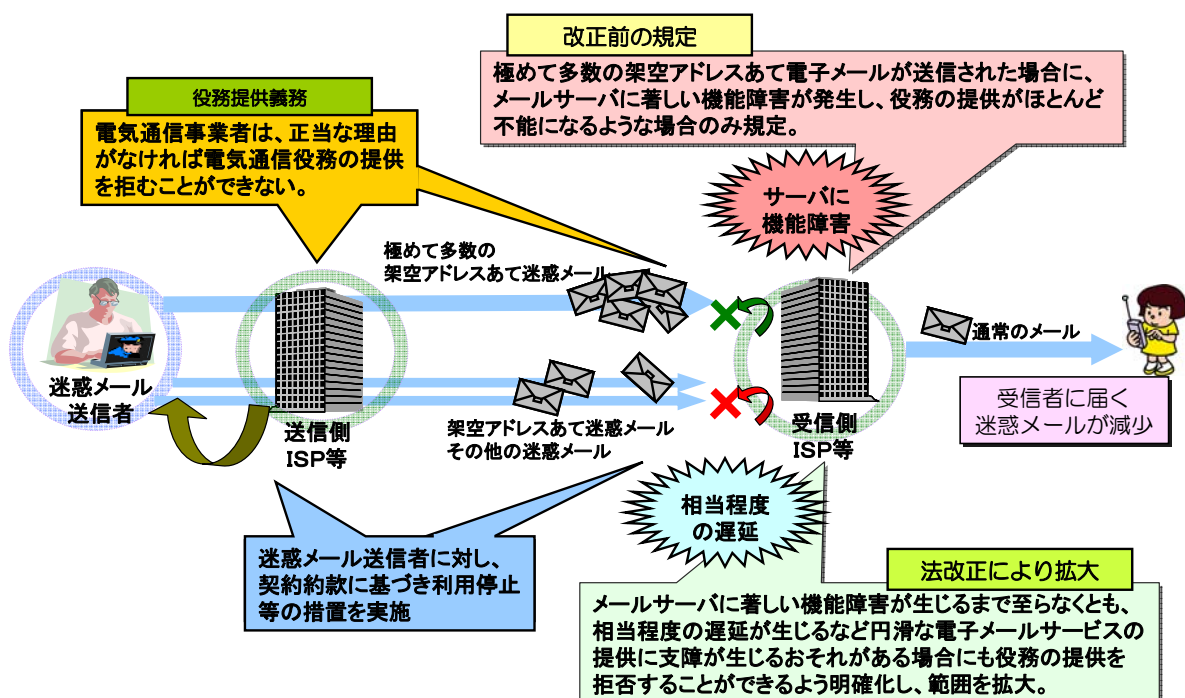 改正前の規定
極めて多数の架空アドレスあて電子メールが送信された場合に、
メールサーバに著しい機能障害が発生し、役務の提供がほとんど
不能になるような場合のみ規定。
役務提供義務
電気通信事業者は、正当な理由
がなければ電気通信役務の提供
を拒むことができない。
サーバに
機能障害
極めて多数の
架空アドレスあて迷惑メール
通常のメール
迷惑メール
送信者
送信側
ISP等
架空アドレスあて迷惑メール
その他の迷惑メール
受信側
ISP等
受信者に届く
迷惑メールが減少
相当程度
の遅延
迷惑メール送信者に対し、
契約約款に基づき利用停止
等の措置を実施
法改正により拡大
メールサーバに著しい機能障害が生じるまで至らなくとも、
相当程度の遅延が生じるなど円滑な電子メールサービスの
提供に支障が生じるおそれがある場合にも役務の提供を
拒否することができるよう明確化し、範囲を拡大。